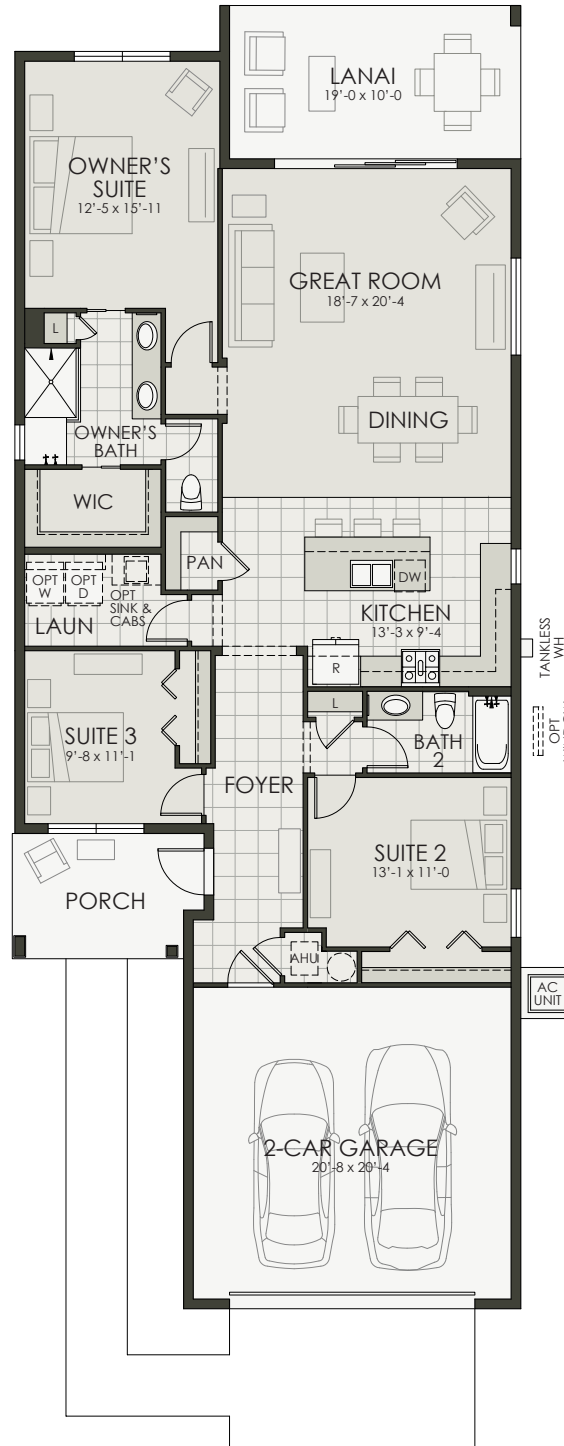 LANAI
19'-0 x 10'-0
OWNER'S
SUITE
12'-5 x 15'-11
GREAT ROOM
18'-7 x 20'-4
L
DINING
OWNER'S
BATH
WIC
PAN
OPT
W
OPT
D
OPT
SINK &
CABS
LAUN
DW
KITCHEN
13'-3 x 9'-4
R
TANKLESS
WH
OPT
L
BATH
2
SUITE 3
9'-8 x 11'-1
FOYER
SUITE 2
13'-1 x 11'-0
PORCH
AHU
AC
UNIT
2-CAR GARAGE
20'-8 x 20'-4